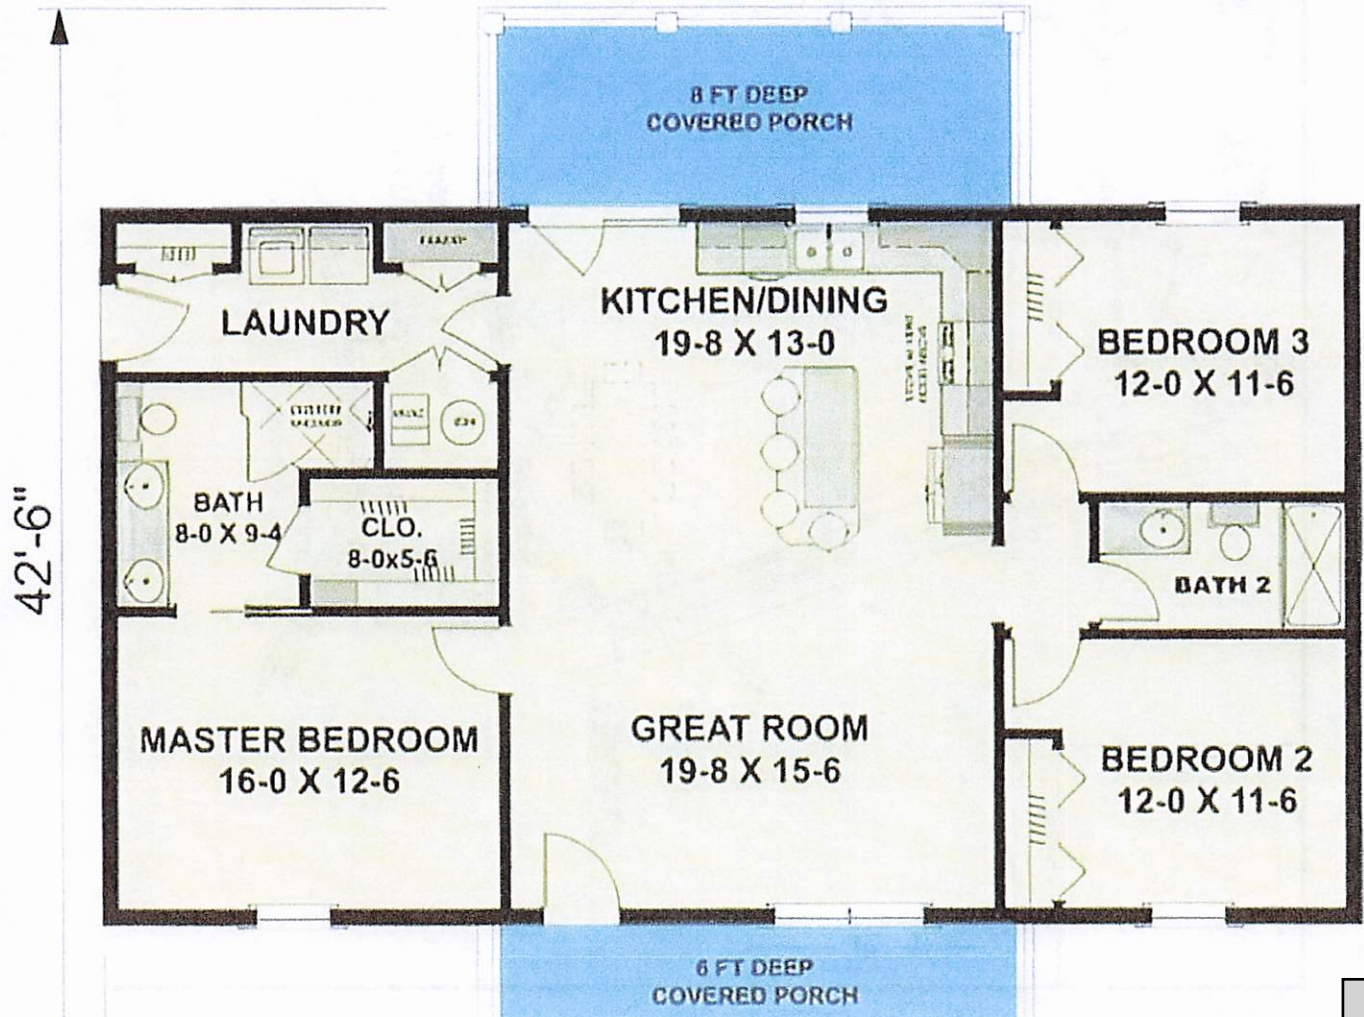 8 FT DEEP
COVERED PORCH
LAUNDRY
KITCHEN/DINING
19-8 X 13-0
BEDROOM 3
12-0 X 11-6
42'-6"
BATH
8-0 X 9-4
CLO.
8-0x5-6
BATH 2
MASTER BEDROOM
16-0 X 12-6
GREAT ROOM
19-8 X 15-6
BEDROOM 2
12-0 X 11-6
6 FT DEEP
COVERED PORCH